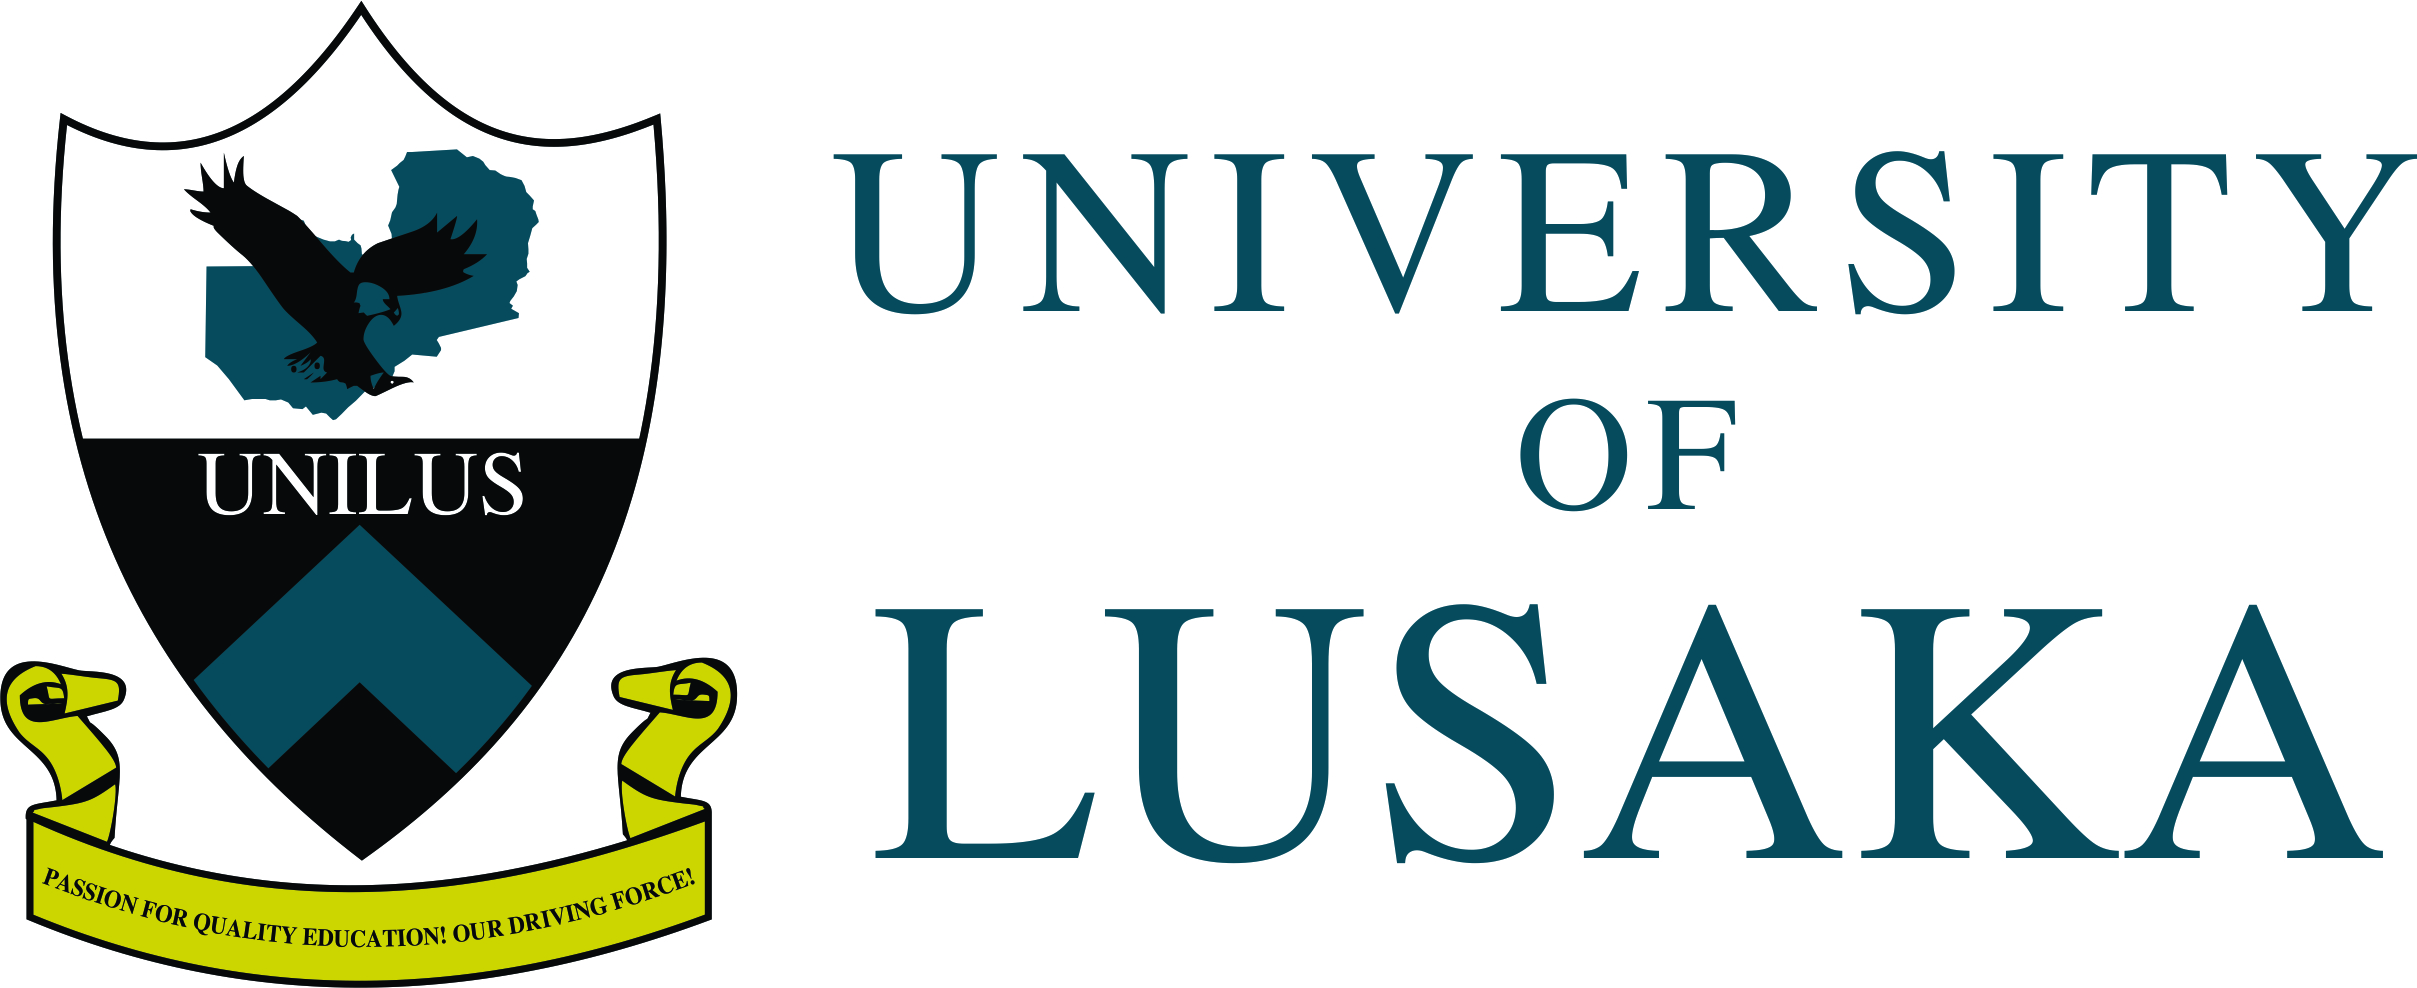 UNILUS
PASSION FOR QUALITY EDUCATION! OUR DRIVING FORCE!
UNIVERSITY
OF
LUSAKA